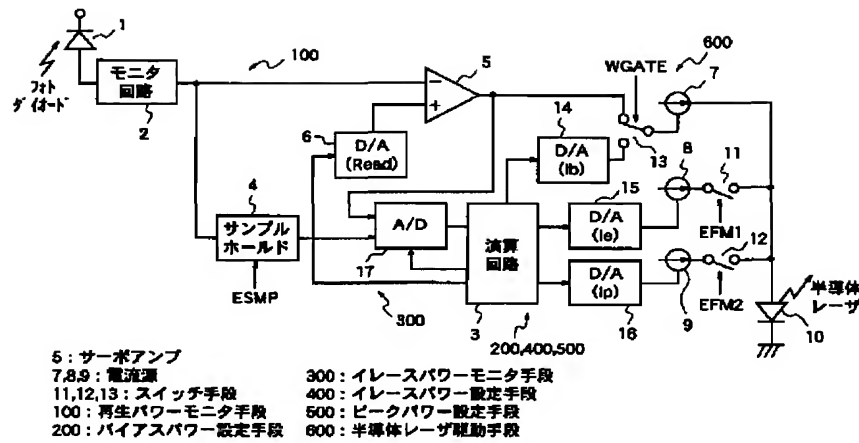 1
フォト
ダイオード
モニタ
回路
2
100
5
−
+
6
D/A
(Read)
4
サンプル
ホールド
ESMP
A/D
17
300
演算
回路
3
200,400,500
14
D/A
(Ib)
WGATE
600
7
13
15
D/A
(Ie)
8
11
EFM1
D/A
(Ip)
16
9
12
EFM2
半導体
レーザ
10
5：サーボアンプ
7,8,9：電流源
11,12,13：スイッチ手段
100：再生パワーモニタ手段
200：バイアスパワー設定手段
300：イレースパワーモニタ手段
400：イレースパワー設定手段
500：ピークパワー設定手段
600：半導体レーザ駆動手段